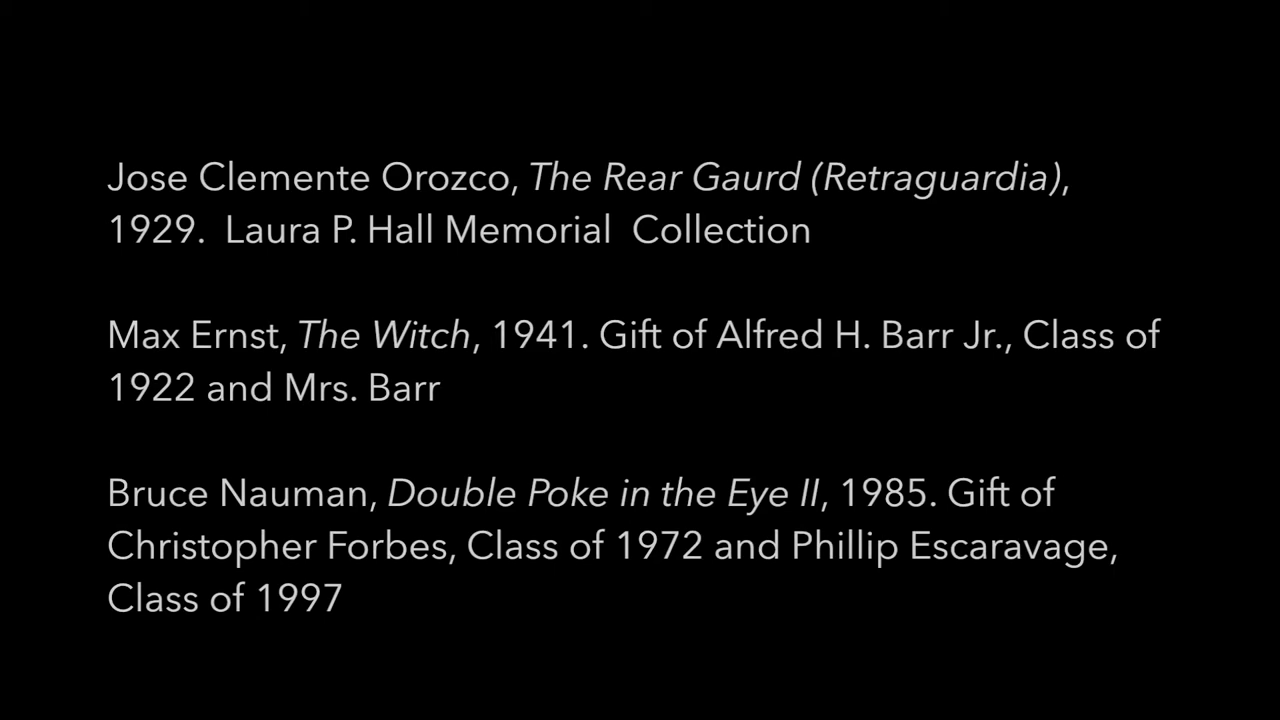 Jose Clemente Orozco, The Rear Gaurd (Retraguardia),
1929.  Laura P. Hall Memorial  Collection
Max Ernst, The Witch, 1941. Gift of Alfred H. Barr Jr., Class of
1922 and Mrs. Barr
Bruce Nauman, Double Poke in the Eye II, 1985. Gift of
Christopher Forbes, Class of 1972 and Phillip Escaravage,
Class of 1997